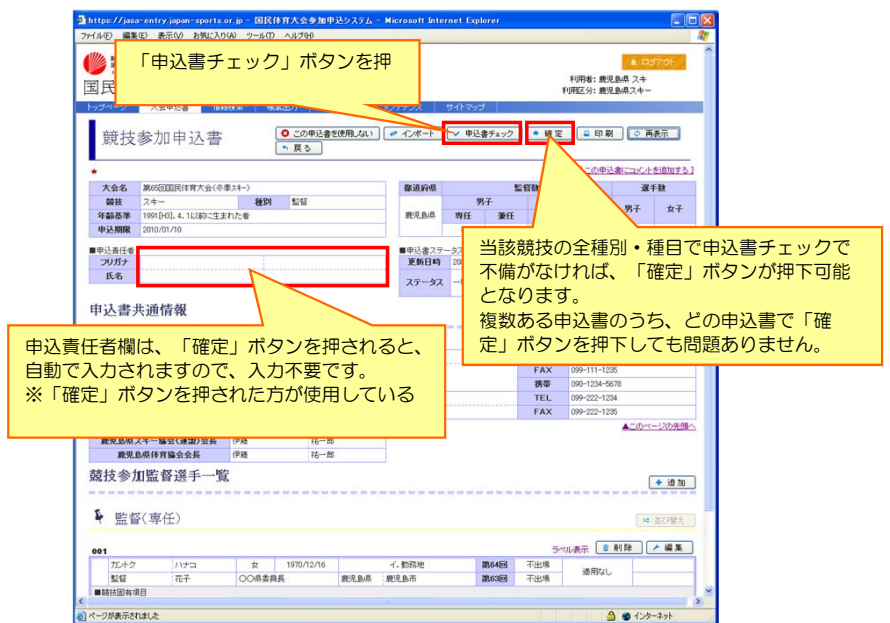 https://jasa-entry.japan-sports.or.jp - 国民体育大会参加申込システム - Microsoft Internet Explorer
ファイル(F) 編集(E) 表示(V) お気に入り(A) ツール(T) ヘルプ(H)
「申込書チェック」ボタンを押
ログアウト
利用者: 鹿児島県 スキー
利用区分: 鹿児島県スキー
国民
トップページ 大会申込書 サイトマップ
競技参加申込書
この申込書を使用しない インポート 申込書チェック 確定 印刷 再表示
戻る
この申込書にコメントを追加する ]
大会名 第65回国民体育大会(冬季スキー)
競技 スキー 種別 監督
年齢基準 1991[H3].4.1以前に生まれた者
申込期限 2010/01/10
都道府県 監督数 選手数
男子 男子 女子
鹿児島県 専任 兼任
■申込責任者
フリガナ
氏名
■申込書ステータス
更新日時
ステータス
当該競技の全種別・種目で申込書チェックで
不備がなければ、「確定」ボタンが押下可能
となります。
複数ある申込書のうち、どの申込書で「確
定」ボタンを押下しても問題ありません。
申込書共通情報
申込責任者欄は、「確定」ボタンを押されると、
自動で入力されますので、入力不要です。
※「確定」ボタンを押された方が使用している
FAX 099-111-1235
携帯 090-1234-5678
TEL 099-222-1234
FAX 099-222-1235
▲このページの先頭へ
鹿児島県スキー協会(連盟)会長 伊睦 祐一郎
鹿児島県体育協会会長 伊睦 祐一郎
競技参加監督選手一覧
追加
監督(専任)
並び替え
001
ラベル表示 削除 編集
カントク ハナコ 女 1970/12/16 イ.勤務地 第64回 不出場 適用なし
監督 花子 〇〇県委員長 鹿児島県 鹿児島市 第63回 不出場
■競技固有項目
ページが表示されました
インターネット